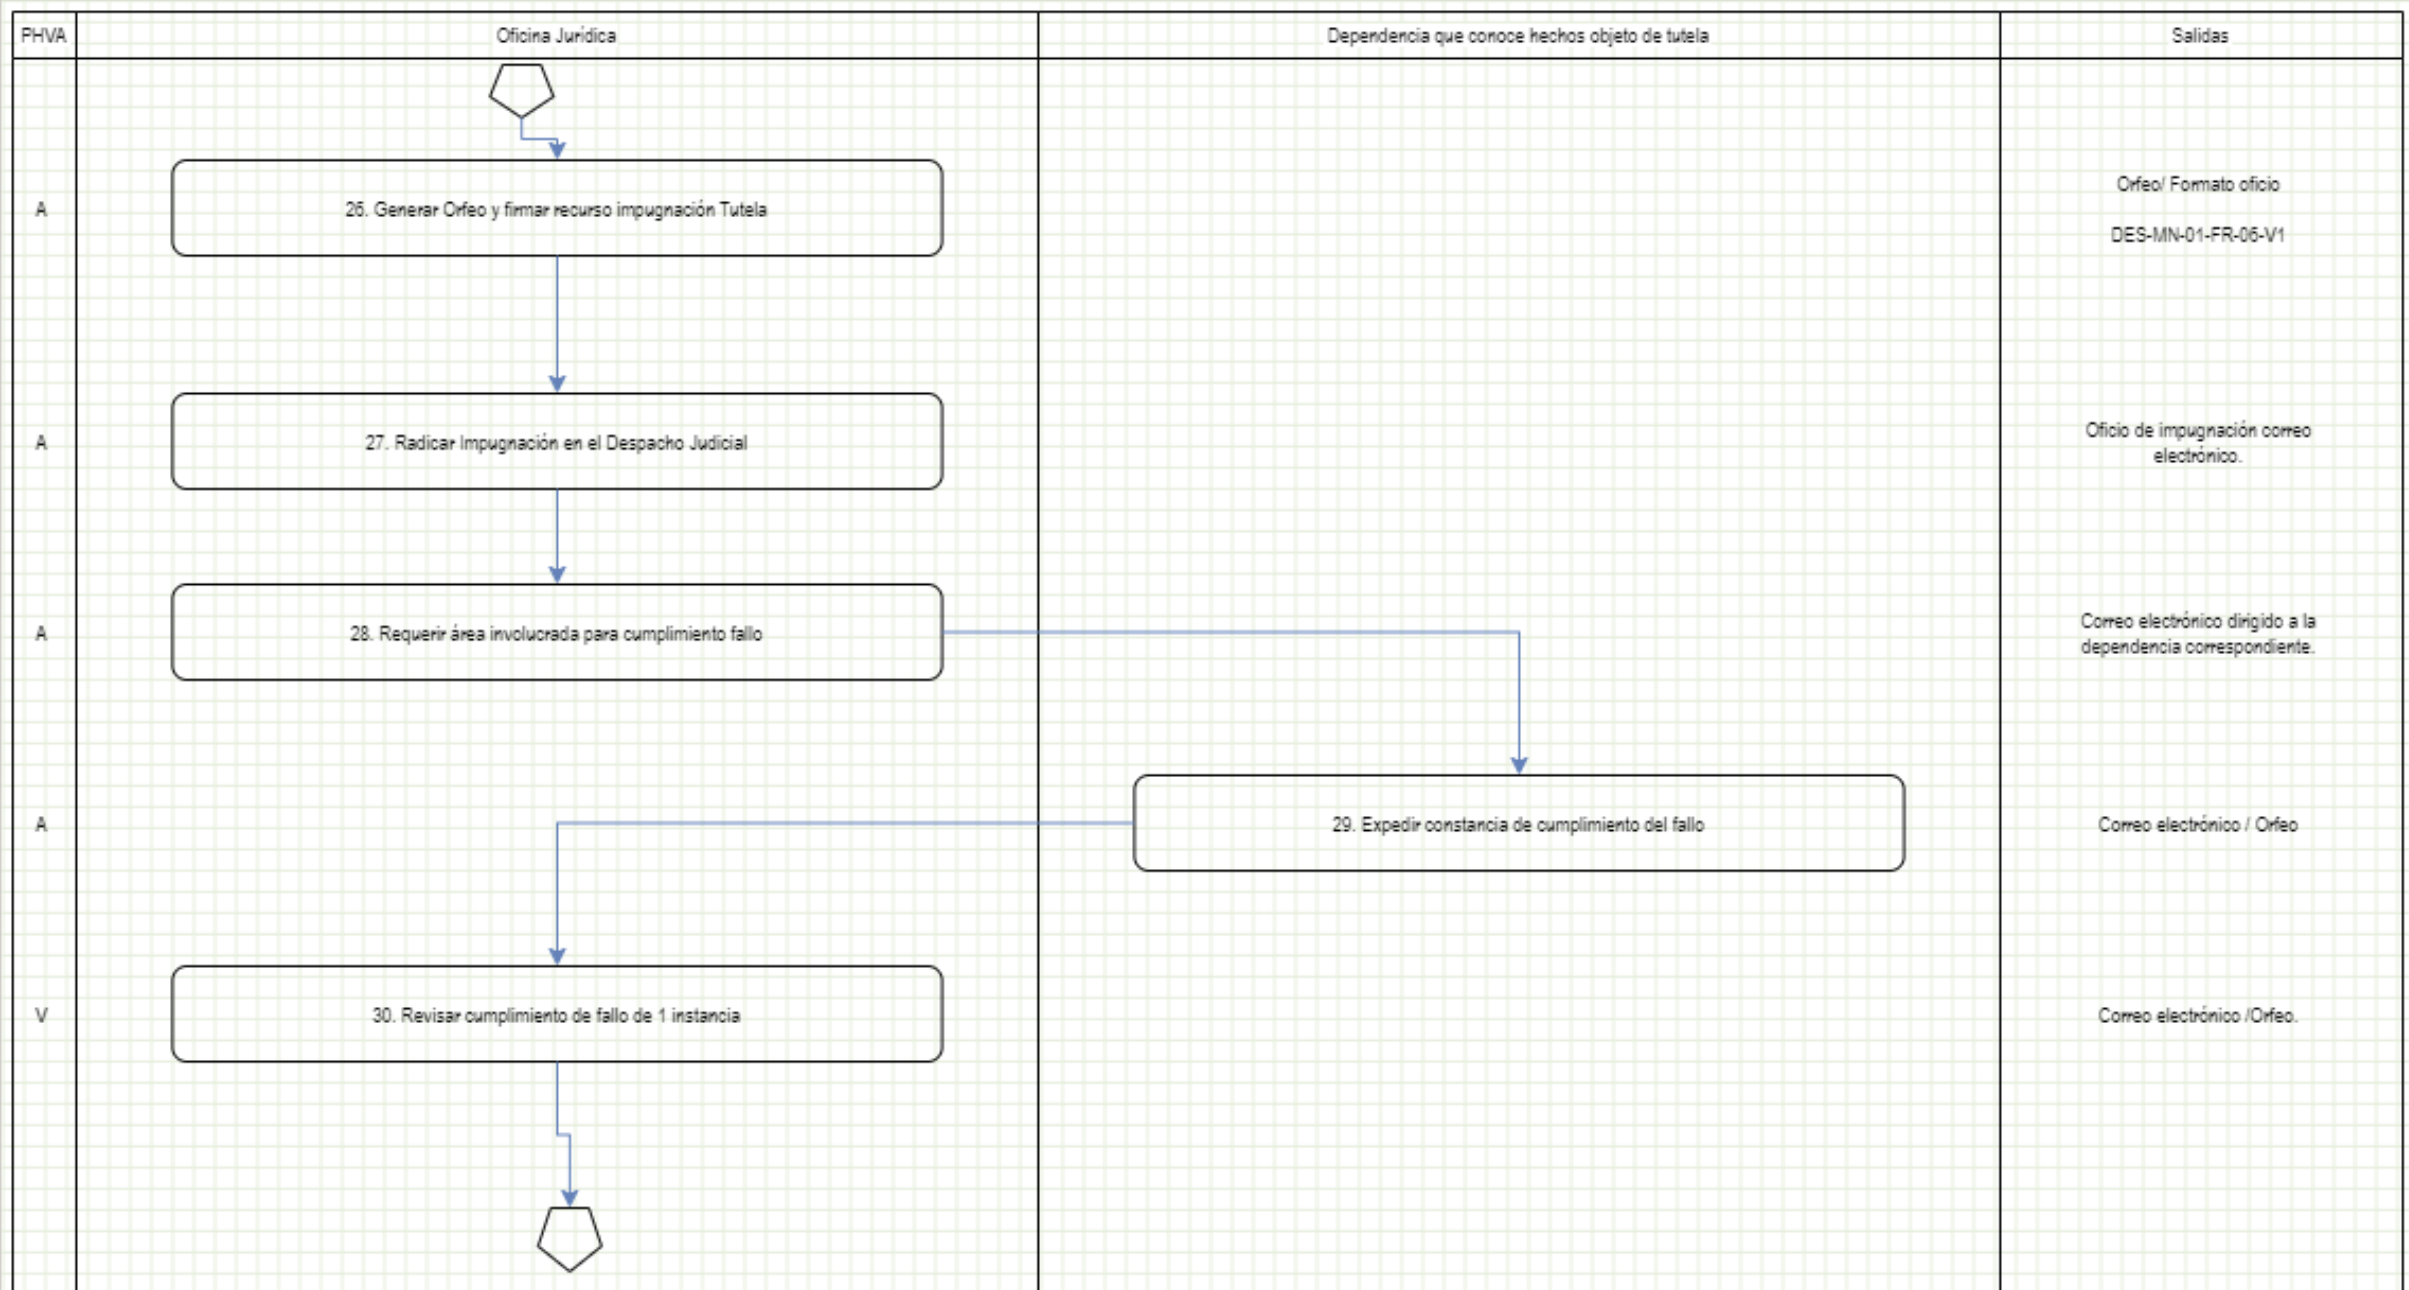 PHVA
Oficina Jurídica
Dependencia que conoce hechos objeto de tutela
Salidas
A
26. Generar Orfeo y firmar recurso impugnación Tutela
Orfeo/ Formato oficio
DES-MN-01-FR-06-V1
A
27. Radicar Impugnación en el Despacho Judicial
Oficio de impugnación correo
electrónico.
A
28. Requerir área involucrada para cumplimiento fallo
Correo electrónico dirigido a la
dependencia correspondiente.
A
29. Expedir constancia de cumplimiento del fallo
Correo electrónico / Orfeo
V
30. Revisar cumplimiento de fallo de 1 instancia
Correo electrónico /Orfeo.